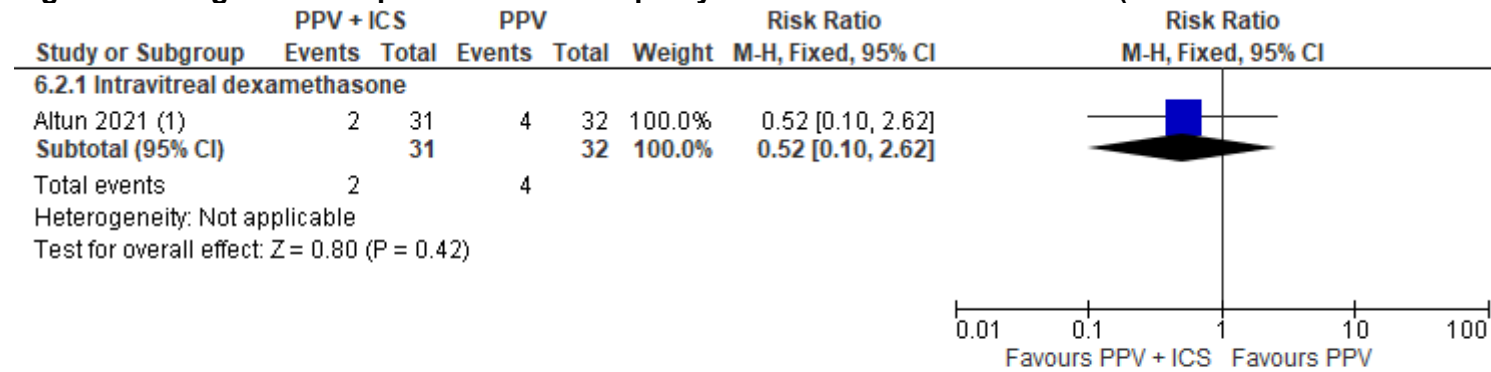 PPV + ICS PPV Risk Ratio Risk Ratio
Study or Subgroup Events Total Events Total Weight M-H, Fixed, 95% CI M-H, Fixed, 95% CI
6.2.1 Intravitreal dexamethasone
Altun 2021 (1) 2 31 4 32 100.0% 0.52 [0.10, 2.62]
Subtotal (95% CI) 31 32 100.0% 0.52 [0.10, 2.62]
Total events 2 4
Heterogeneity: Not applicable
Test for overall effect: Z = 0.80 (P = 0.42)
0.01 0.1 1 10 100
Favours PPV + ICS Favours PPV